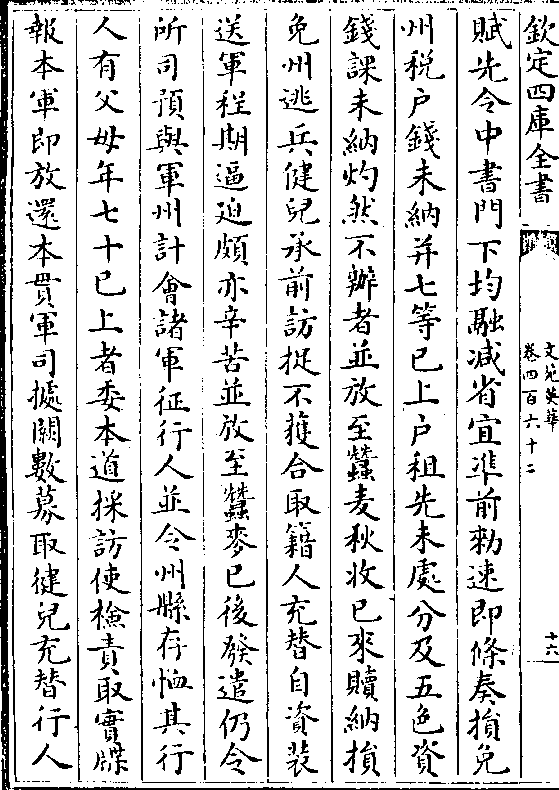 欽定四庫全書
文苑英華
卷四百六十二
十六
賦先令中書門下均融減省宜準前勅速即條奏損免
州税户錢未納并七等已上户租先未處分及五色資
錢課未納灼然不辦者並放至蠶麦秋收已來贖納損
免州逃兵健兒承前訪捉不獲合取籍人充替自資装
送軍程期逼迫頗亦辛苦並放至蠶麥已後發遣仍令
所司預與軍州計會諸軍征行人並令州縣存恤其行
人有父母年七十已上者委本道採訪使檢責取實牒
報本軍即放還本貫軍司據闕數募取健兒充替行人